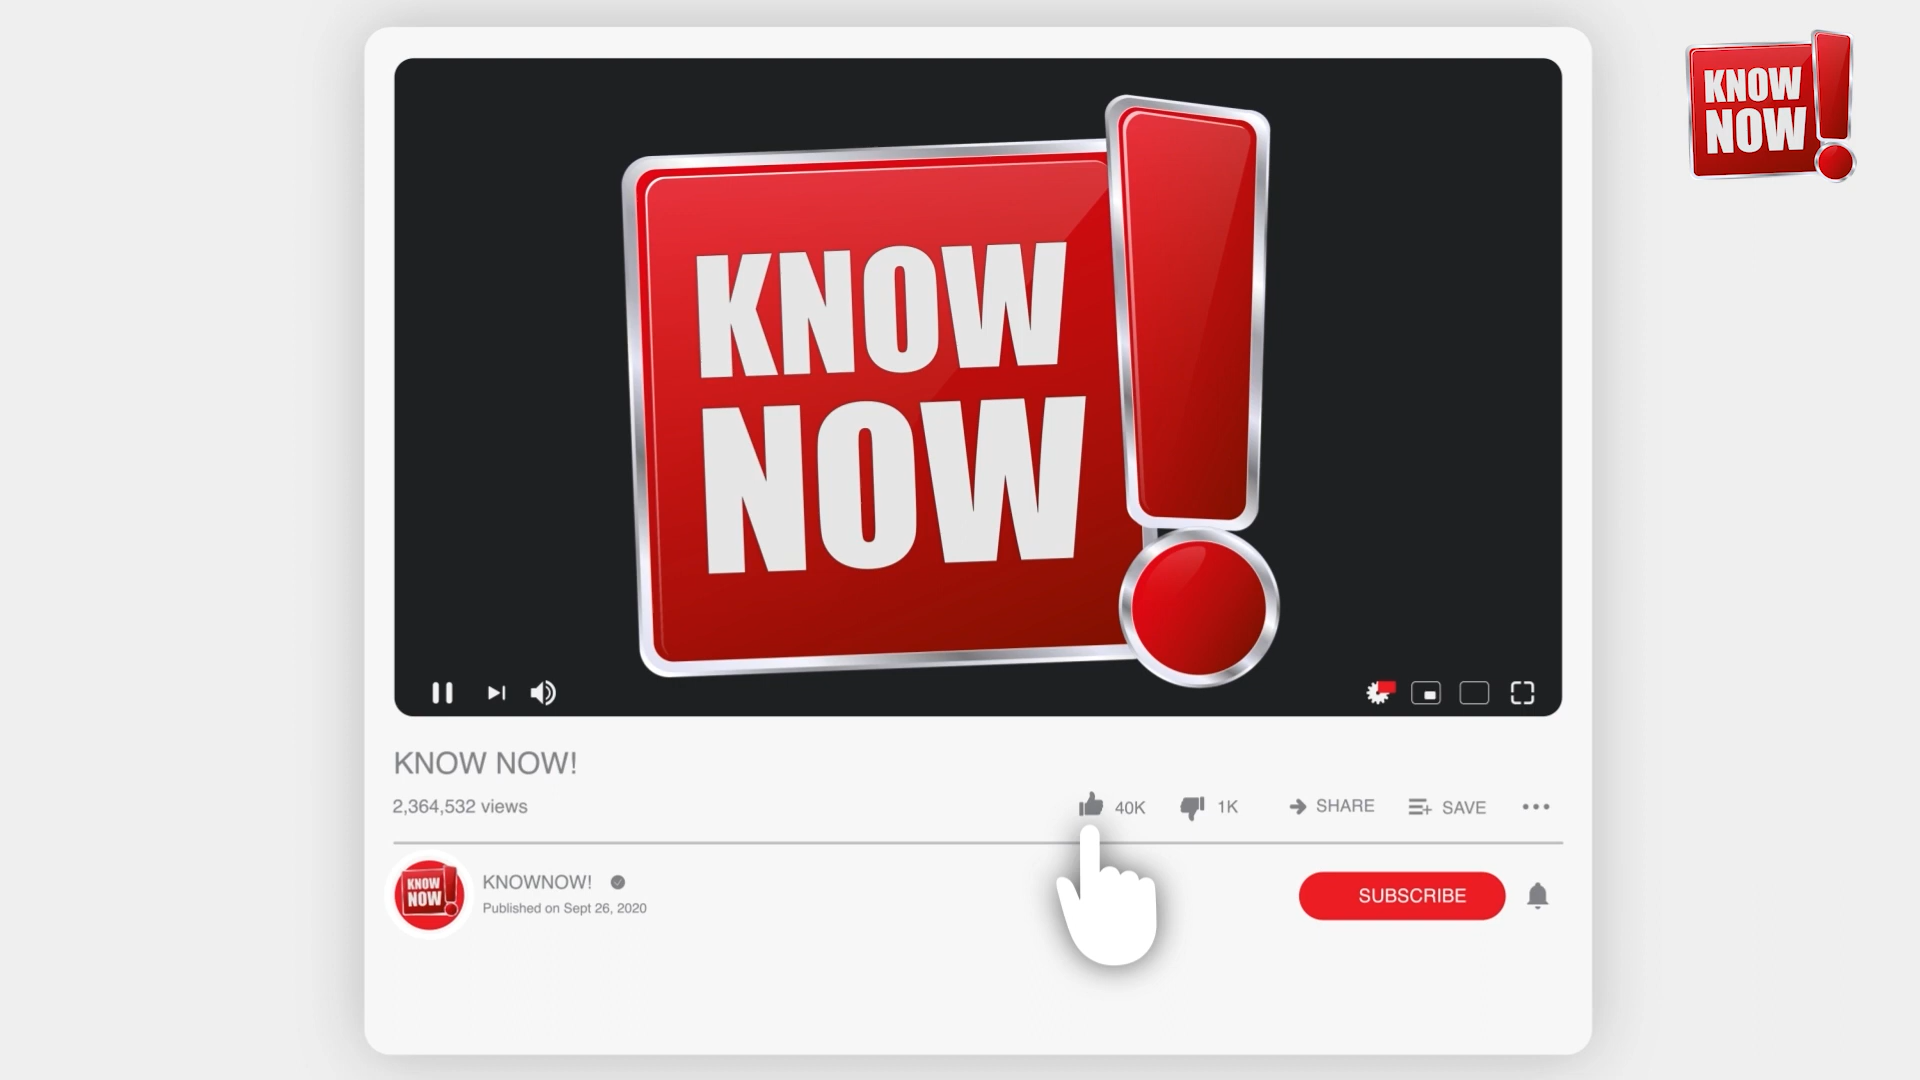 KNOW
NOW
KNOW
NOW
KNOW NOW!
2,364,532 views
40K
1K
SHARE
SAVE
KNOW
NOW
KNOWNOW!
Published on Sept 26, 2020
SUBSCRIBE